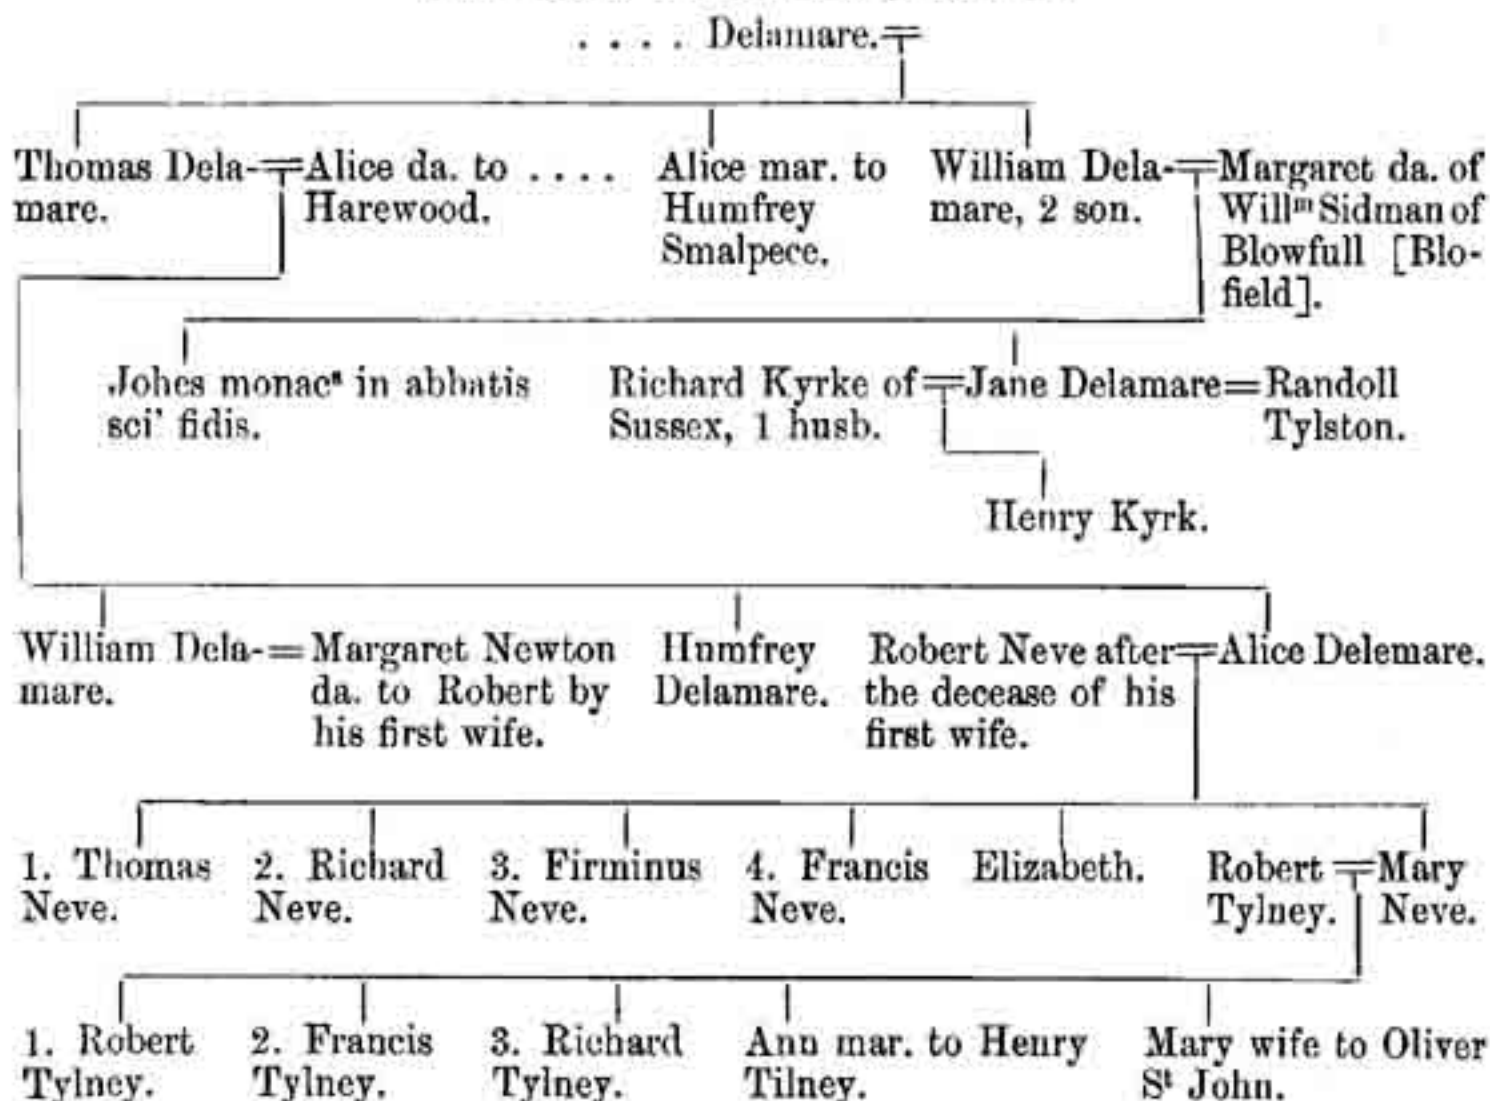 . . . . Delamare.
Thomas Dela-
mare.
Alice da. to . . . .
Harewood.
Alice mar. to
Humfrey
Smalpece.
William Dela-
mare, 2 son.
Margaret da. of
Willᵐ Sidman of
Blowfull [Blo-
field].
Johes monacˢ in abbatis
sci' fidis.
Richard Kyrke of
Sussex, 1 husb.
Jane Delamare
Randoll
Tylston.
Henry Kyrk.
William Dela-
mare.
Margaret Newton
da. to Robert by
his first wife.
Humfrey
Delamare.
Robert Neve after
the decease of his
first wife.
Alice Delemare.
1. Thomas
Neve.
2. Richard
Neve.
3. Firminus
Neve.
4. Francis
Neve.
Elizabeth.
Robert
Tylney.
Mary
Neve.
1. Robert
Tylney.
2. Francis
Tylney.
3. Richard
Tylney.
Ann mar. to Henry
Tilney.
Mary wife to Oliver
Sᵗ John.